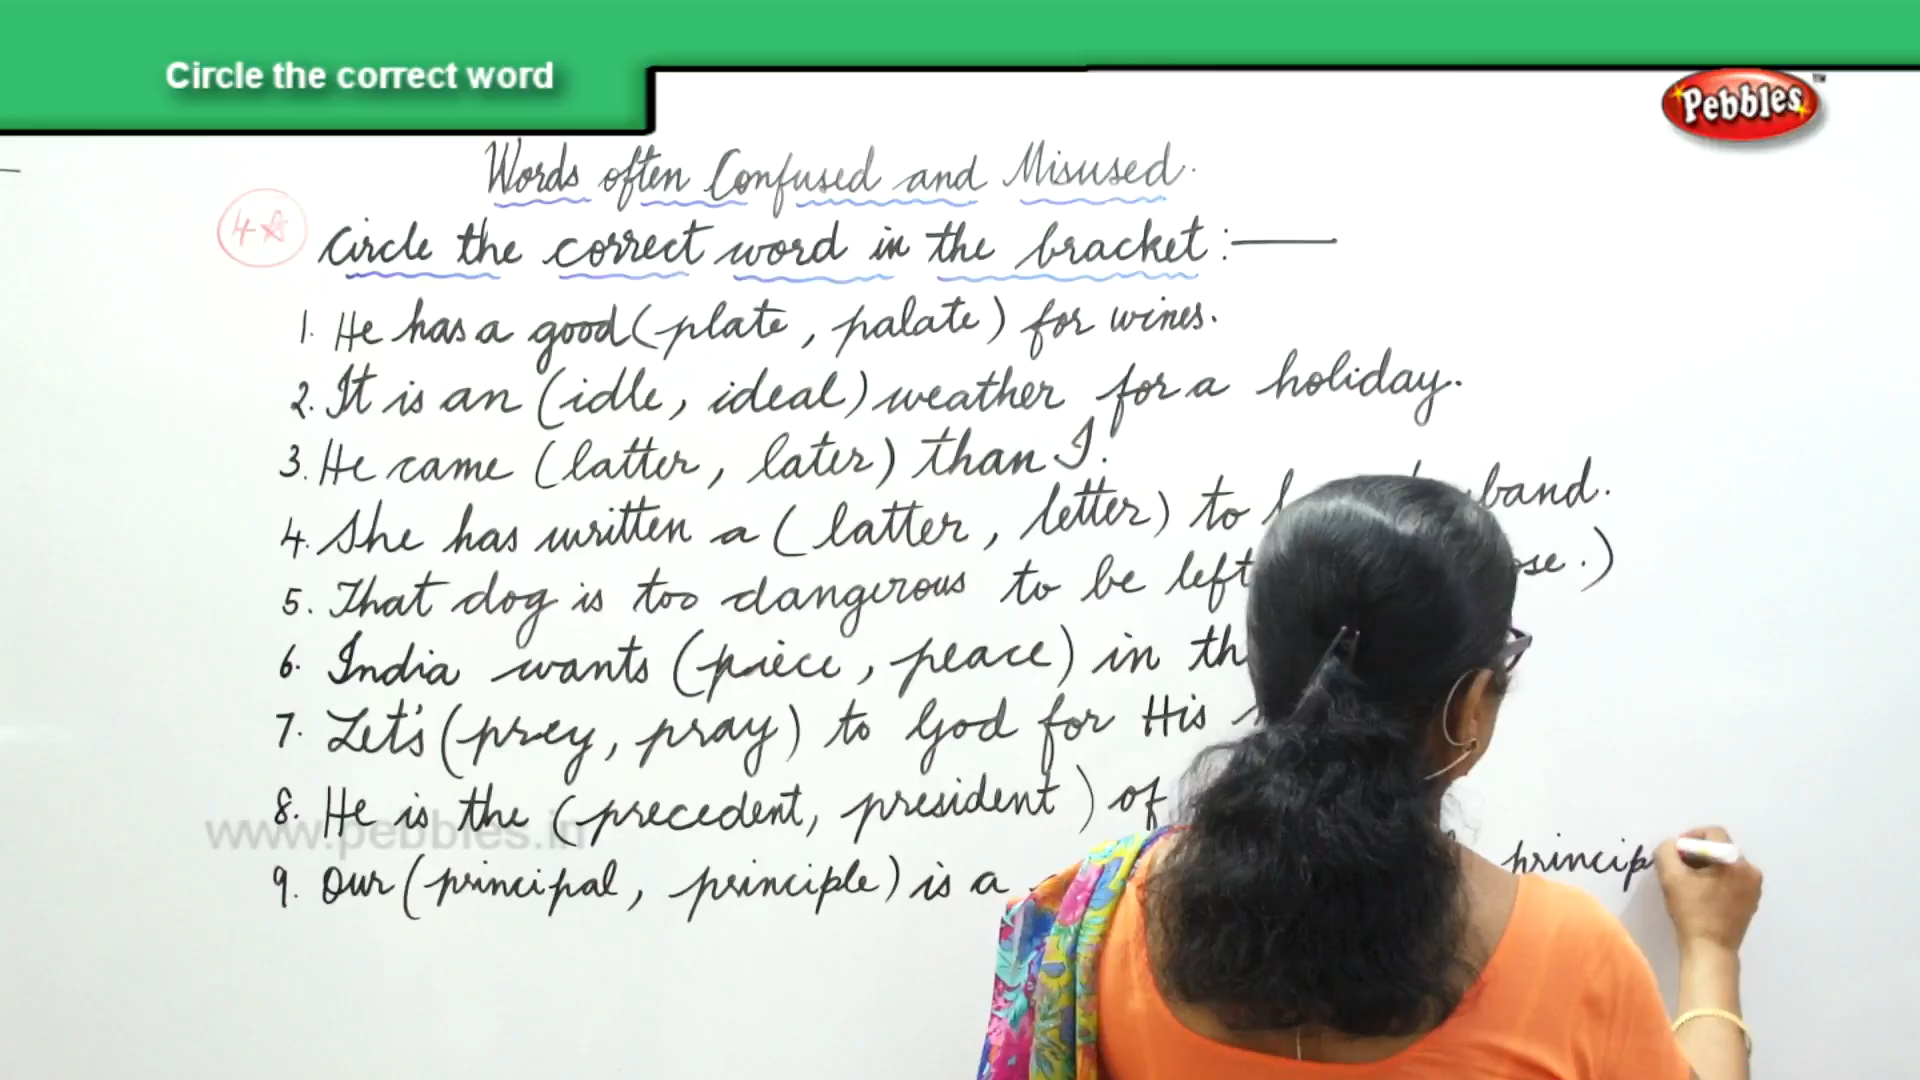 Circle the correct word
Pebbles TM
Words often Confused and Misused.
4
Circle the correct word in the bracket :—
1. He has a good (plate, palate) for wines.
2. It is an (idle, ideal) weather for a holiday.
3. He came (latter, later) than I.
4. She has written a (latter, letter) to band.
5. That dog is too dangerous to be left ose.)
6. India wants (piece, peace) in th
7. Let's (prey, pray) to God for His
8. He is the (precedent, president) of
www.pebbles.in
9. Our (principal, principle) is a princip